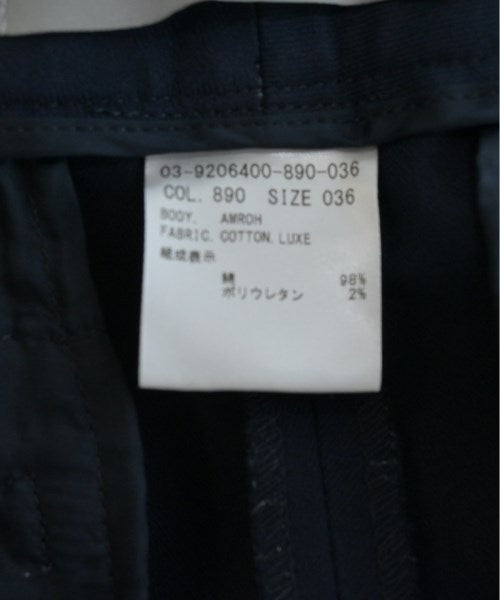 03-9206400-890-036
COL. 890 SIZE 036
BODY. AMROH
FABRIC. COTTON. LUXE
組成表示
綿 98%
ポリウレタン 2%